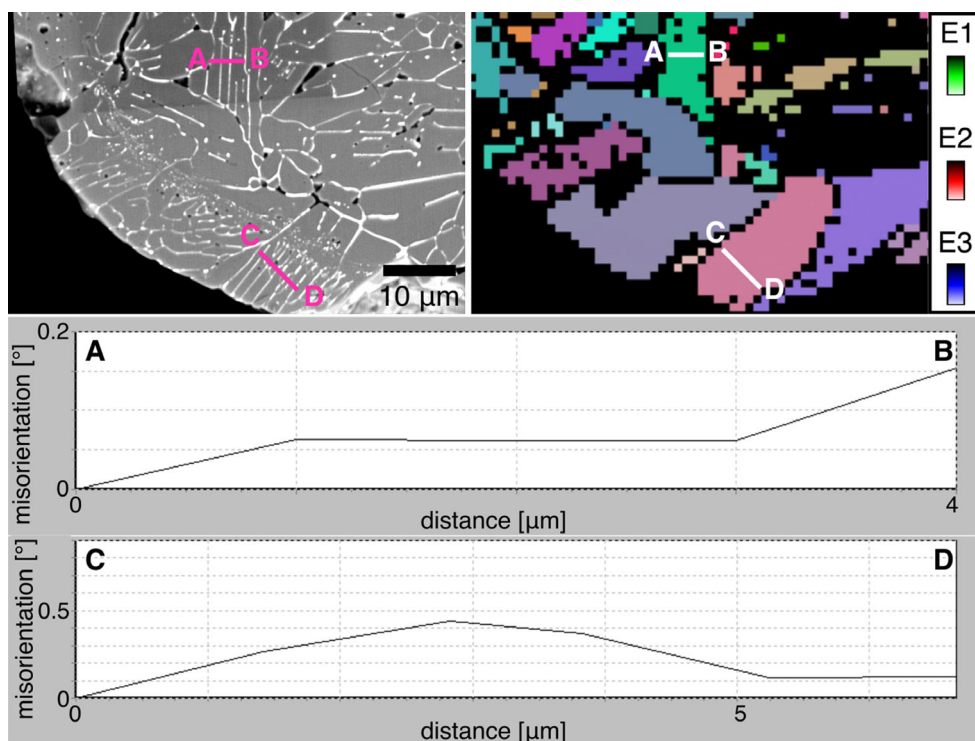 A B
C
D
10 µm
A B
C
D
E1
E2
E3
misorientation [°]
0.2
0
A
B
0
4
distance [µm]
misorientation [°]
0.5
0
C
D
0
5
distance [µm]